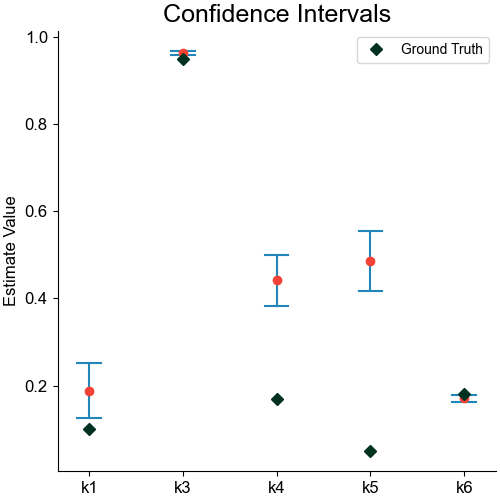 Confidence Intervals
Ground Truth
Estimate Value
1.0
0.8
0.6
0.4
0.2
k1 k3 k4 k5 k6